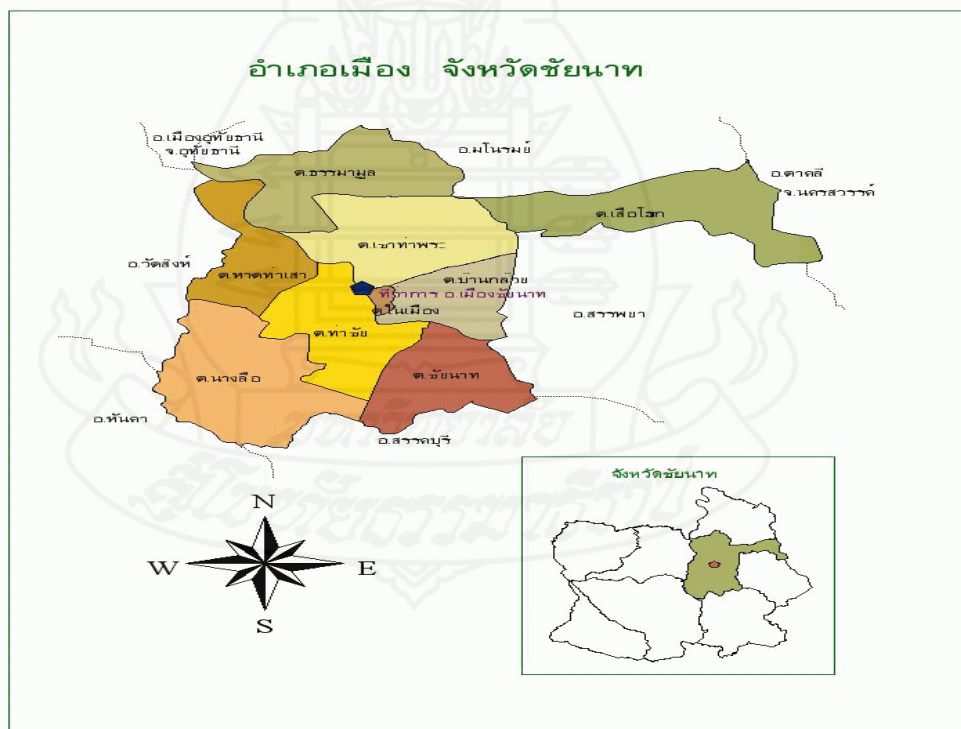 อำเภอเมือง จังหวัดชัยนาท
อ.เมืองอุทัยธานี
จ.อุทัยธานี
อ.มโนรมย์
ต.ธรรมามูล
อ.ตาคลี
จ.นครสวรรค์
ต.เสือโฮก
ต.เขาท่าพระ
อ.วัดสิงห์
ต.หาดท่าเสา
ต.บ้านกล้วย
ที่ว่าการ อ.เมืองชัยนาท
ต.ในเมือง
อ.สรรพยา
ต.ท่าชัย
ต.นางลือ
ต.ชัยนาท
อ.หันคา
อ.สรรคบุรี
จังหวัดชัยนาท
N
W
E
S